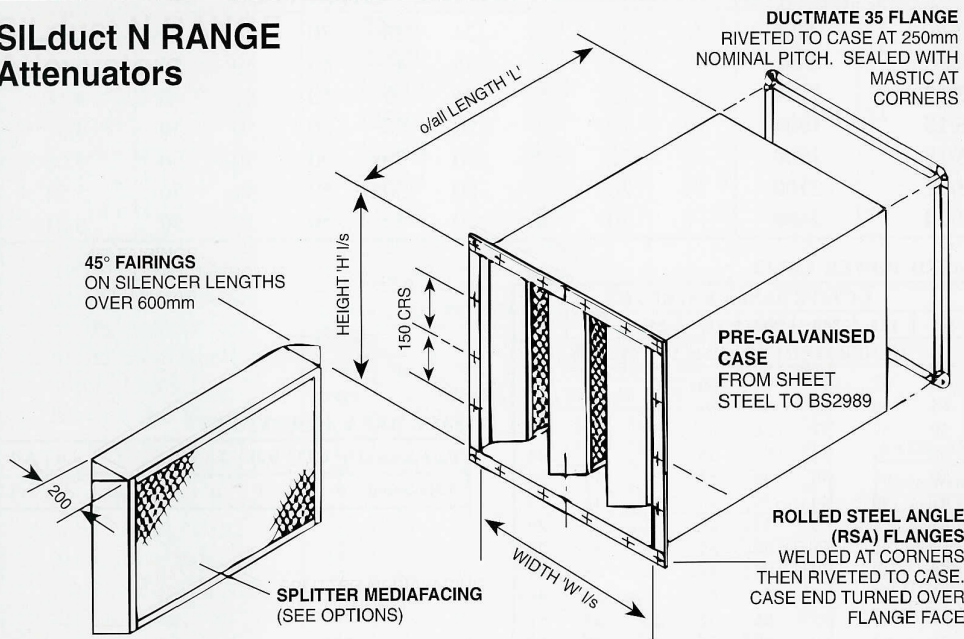 SILduct N RANGE
Attenuators
DUCTMATE 35 FLANGE
RIVETED TO CASE AT 250mm
NOMINAL PITCH. SEALED WITH
MASTIC AT
CORNERS
o/all LENGTH 'L'
HEIGHT 'H' I/s
150 CRS
45° FAIRINGS
ON SILENCER LENGTHS
OVER 600mm
PRE-GALVANISED
CASE
FROM SHEET
STEEL TO BS2989
200
WIDTH 'W' I/s
SPLITTER MEDIAFACING
(SEE OPTIONS)
ROLLED STEEL ANGLE
(RSA) FLANGES
WELDED AT CORNERS
THEN RIVETED TO CASE.
CASE END TURNED OVER
FLANGE FACE